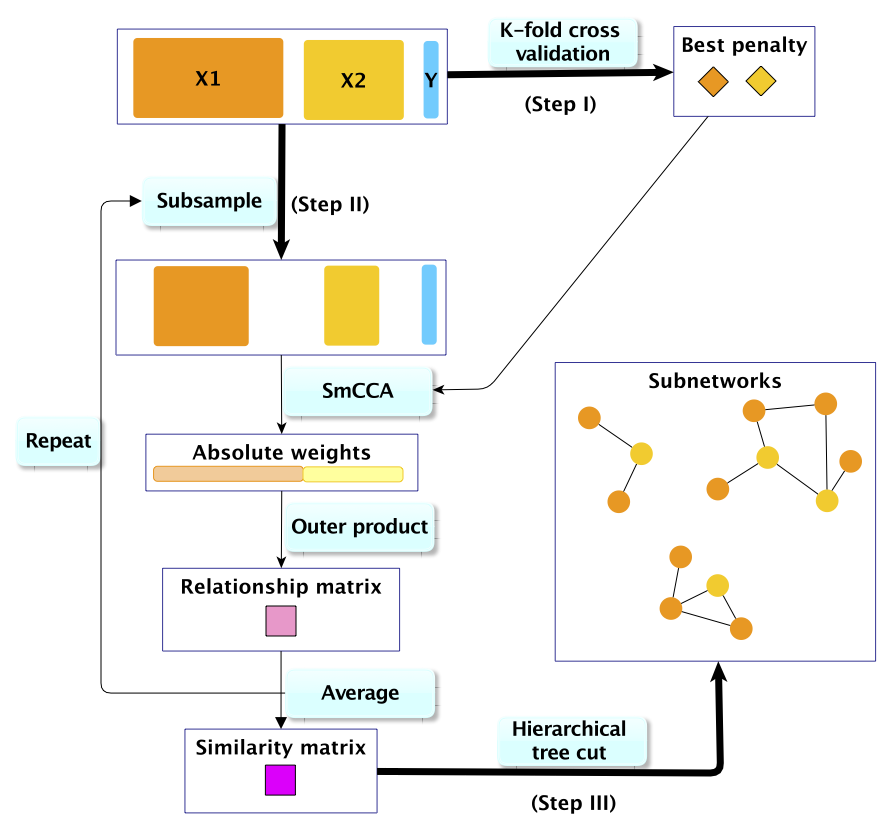 X1
X2
Y
K-fold cross
validation
(Step I)
Best penalty
Subsample
(Step II)
SmCCA
Repeat
Absolute weights
Outer product
Relationship matrix
Average
Similarity matrix
Hierarchical
tree cut
(Step III)
Subnetworks